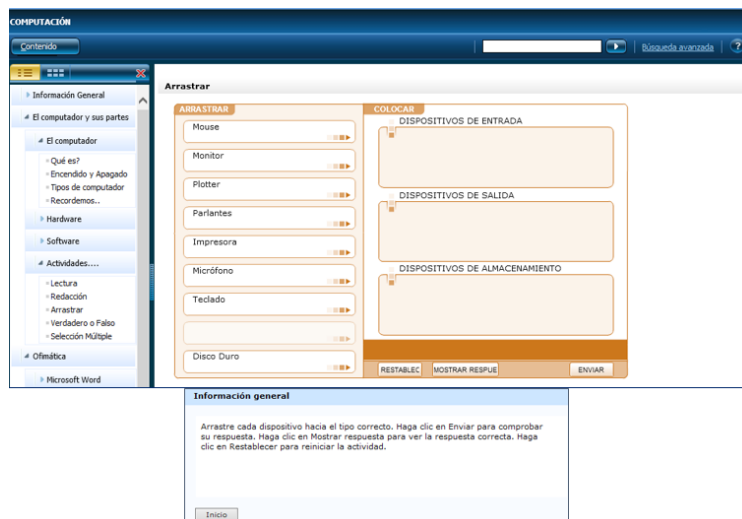 COMPUTACIÓN
Contenido
Búsqueda avanzada
?
Información General
El computador y sus partes
El computador
Qué es?
Encendido y Apagado
Tipos de computador
Recordemos..
Hardware
Software
Actividades....
Lectura
Redacción
Arrastrar
Verdadero o Falso
Selección Múltiple
Ofimática
Microsoft Word
Arrastrar
ARRASTRAR
Mouse
Monitor
Plotter
Parlantes
Impresora
Micrófono
Teclado
Disco Duro
COLOCAR
DISPOSITIVOS DE ENTRADA
DISPOSITIVOS DE SALIDA
DISPOSITIVOS DE ALMACENAMIENTO
RESTABLEC
MOSTRAR RESPUE
ENVIAR
Información general
Arrastre cada dispositivo hacia el tipo correcto. Haga clic en Enviar para comprobar
su respuesta. Haga clic en Mostrar respuesta para ver la respuesta correcta. Haga
clic en Restablecer para reiniciar la actividad.
Inicio